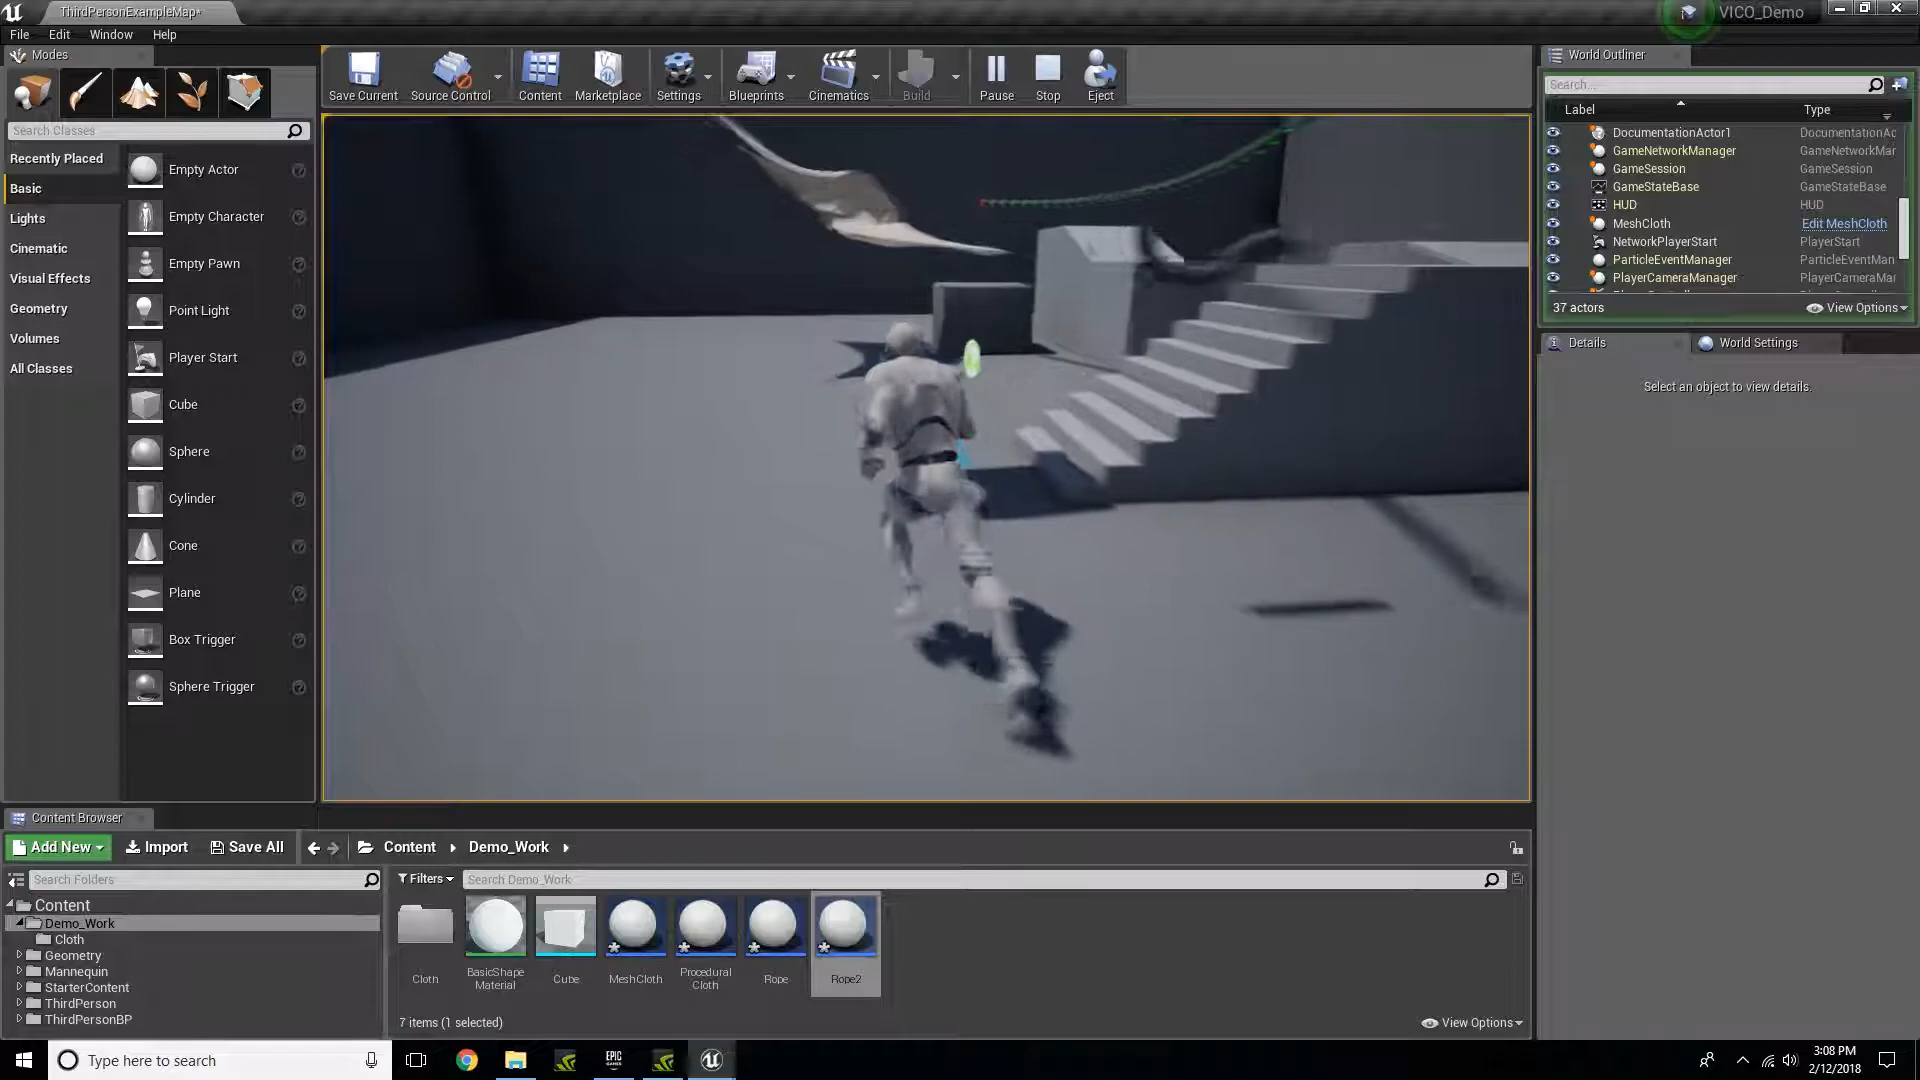 ThirdPersonExampleMap*
VICO_Demo
File Edit Window Help
Modes
Save Current Source Control Content Marketplace Settings Blueprints Cinematics Build Pause Stop Eject
World Outliner
Search...
Label Type
Search Classes
Recently Placed
Basic
Lights
Cinematic
Visual Effects
Geometry
Volumes
All Classes
Empty Actor
Empty Character
Empty Pawn
Point Light
Player Start
Cube
Sphere
Cylinder
Cone
Plane
Box Trigger
Sphere Trigger
DocumentationActor1 DocumentationAc
GameNetworkManager GameNetworkMar
GameSession GameSession
GameStateBase GameStateBase
HUD HUD
MeshCloth Edit MeshCloth
NetworkPlayerStart PlayerStart
ParticleEventManager ParticleEventMan
PlayerCameraManager PlayerCameraMar
37 actors View Options
Details World Settings
Select an object to view details.
Content Browser
Add New Import Save All Content Demo_Work
Search Folders
Filters Search Demo_Work
Content
Demo_Work
Cloth
Geometry
Mannequin
StarterContent
ThirdPerson
ThirdPersonBP
Cloth
BasicShape
Material
Cube
MeshCloth
Procedural
Cloth
Rope
Rope2
7 items (1 selected) View Options
Type here to search
EPIC
GAMES
3:08 PM
2/12/2018